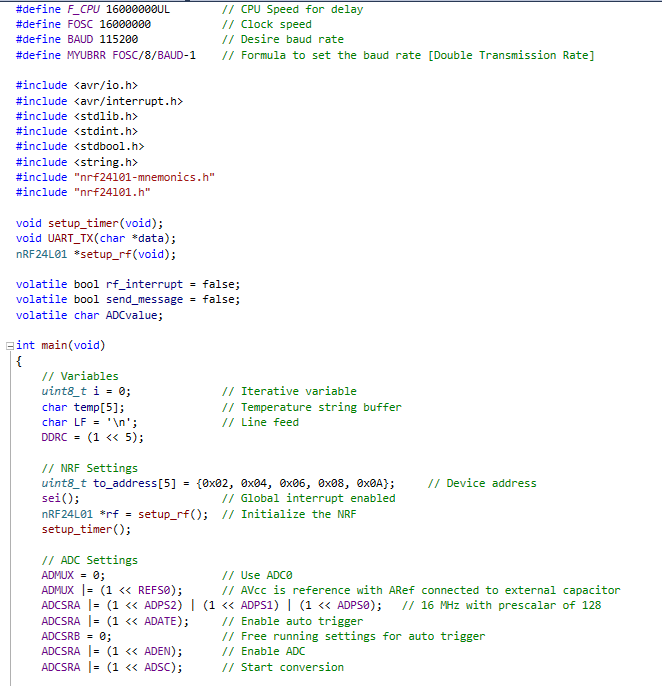 #define F_CPU 16000000UL // CPU Speed for delay
#define FOSC 16000000 // Clock speed
#define BAUD 115200 // Desire baud rate
#define MYUBRR FOSC/8/BAUD-1 // Formula to set the baud rate [Double Transmission Rate]
#include <avr/io.h>
#include <avr/interrupt.h>
#include <stdlib.h>
#include <stdint.h>
#include <stdbool.h>
#include <string.h>
#include "nrf24l01-mnemonics.h"
#include "nrf24l01.h"
void setup_timer(void);
void UART_TX(char *data);
nRF24L01 *setup_rf(void);
volatile bool rf_interrupt = false;
volatile bool send_message = false;
volatile char ADCvalue;
int main(void)
{
// Variables
uint8_t i = 0; // Iterative variable
char temp[5]; // Temperature string buffer
char LF = '\n'; // Line feed
DDRC = (1 << 5);
// NRF Settings
uint8_t to_address[5] = {0x02, 0x04, 0x06, 0x08, 0x0A}; // Device address
sei(); // Global interrupt enabled
nRF24L01 *rf = setup_rf(); // Initialize the NRF
setup_timer();
// ADC Settings
ADMUX = 0; // Use ADC0
ADMUX |= (1 << REFS0); // AVcc is reference with ARef connected to external capacitor
ADCSRA |= (1 << ADPS2) | (1 << ADPS1) | (1 << ADPS0); // 16 MHz with prescalar of 128
ADCSRA |= (1 << ADATE); // Enable auto trigger
ADCSRB = 0; // Free running settings for auto trigger
ADCSRA |= (1 << ADEN); // Enable ADC
ADCSRA |= (1 << ADSC); // Start conversion